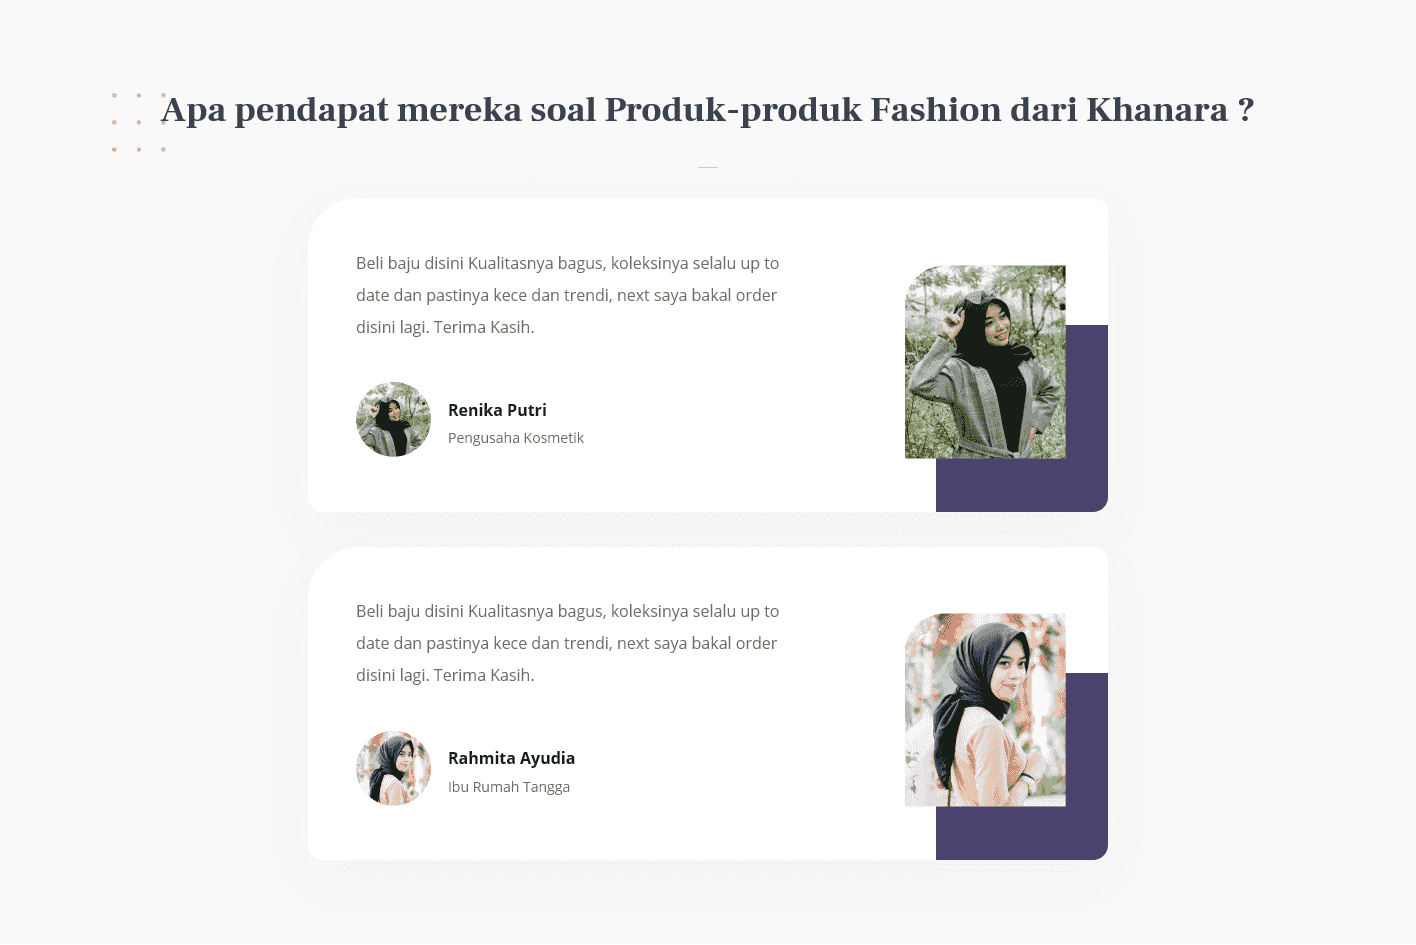 Apa pendapat mereka soal Produk-produk Fashion dari Khanara ?
Beli baju disini Kualitasnya bagus, koleksinya selalu up to
date dan pastinya kece dan trendi, next saya bakal order
disini lagi. Terima Kasih.
Renika Putri
Pengusaha Kosmetik
Beli baju disini Kualitasnya bagus, koleksinya selalu up to
date dan pastinya kece dan trendi, next saya bakal order
disini lagi. Terima Kasih.
Rahmita Ayudia
Ibu Rumah Tangga